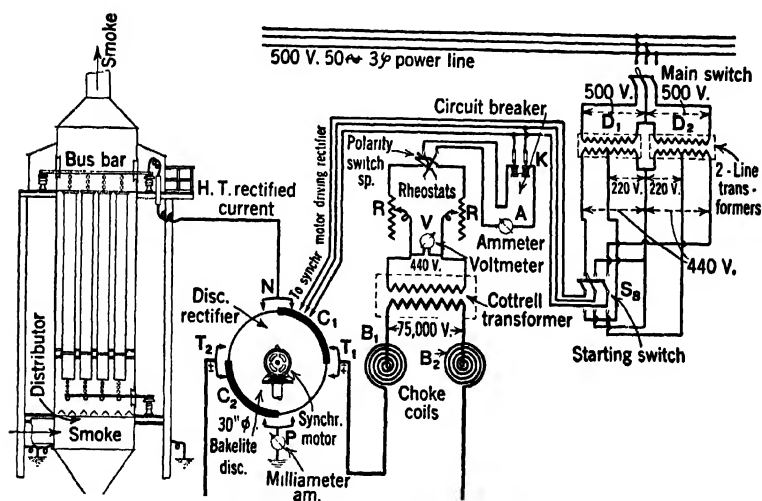 Smoke
500 V. 50~ 3φ power line
Main switch
500 V.
500 V.
D1
D2
220 V.
220 V.
2-Line trans-
formers
440 V.
S8
Starting switch
Circuit breaker
K
Polarity
switch
sp.
Rheostats
R
R
V
A
Ammeter
Voltmeter
440 V.
Cottrell
transformer
75,000 V
B1
B2
Choke
coils
To synchr motor driving rectifier
Bus bar
H. T. rectified
current
N
Disc.
rectifier
C1
T1
T2
C2
30" φ
Bakelite
disc.
Synchr.
motor
P
Milliameter
am.
Distributor
Smoke